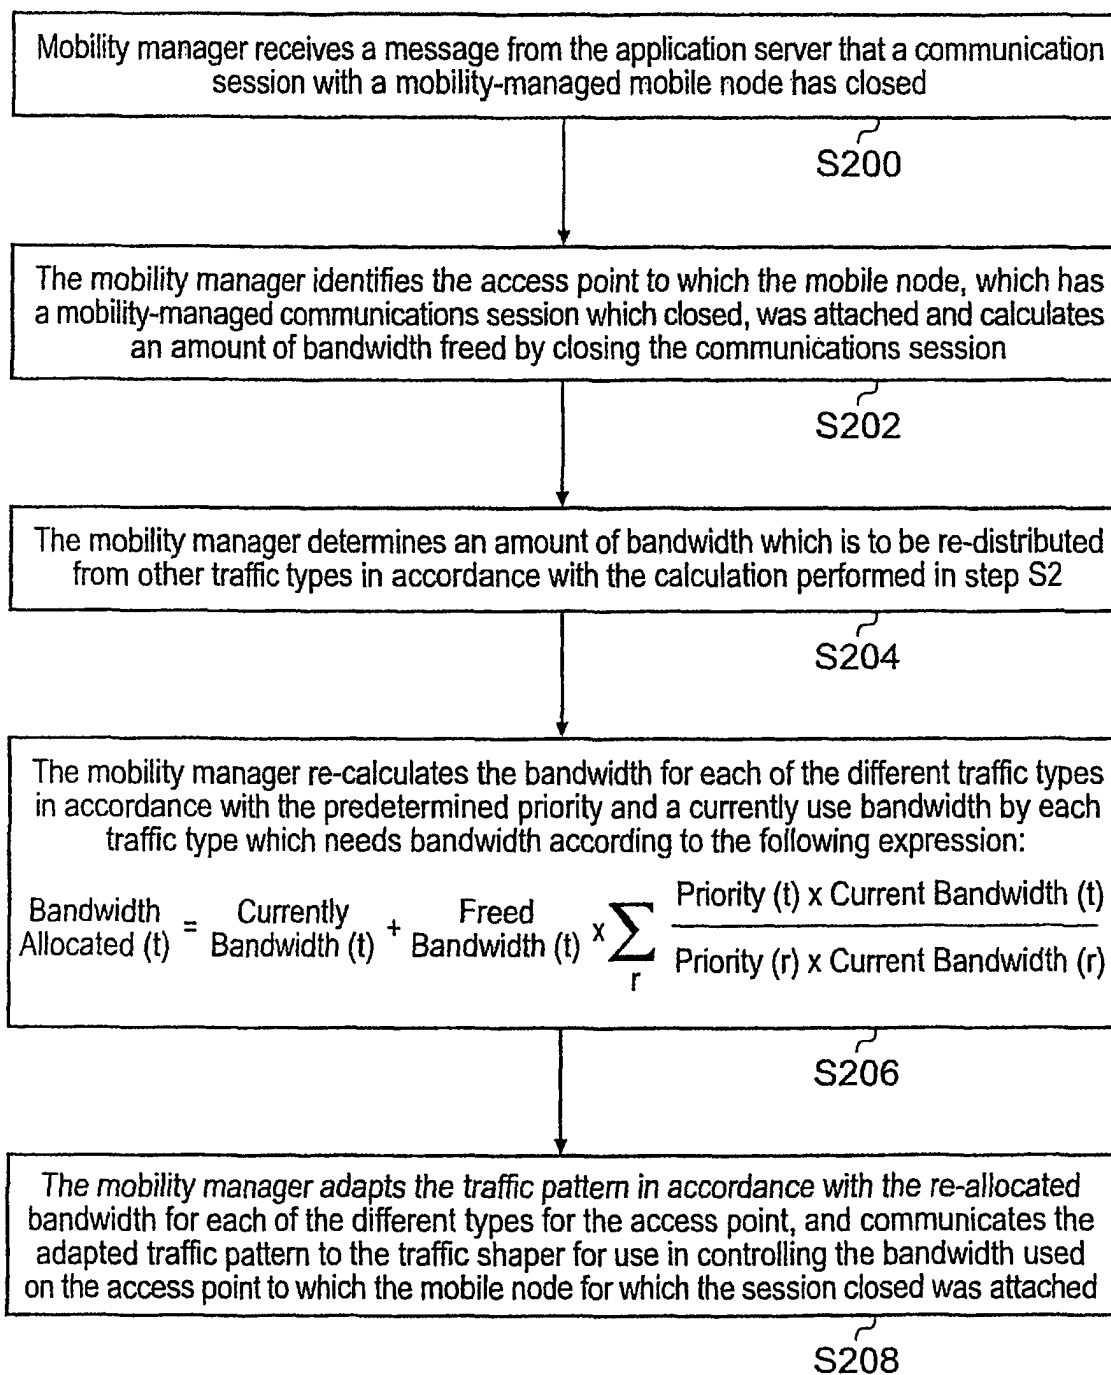 Mobility manager receives a message from the application server that a communication
session with a mobility-managed mobile node has closed
S200
The mobility manager identifies the access point to which the mobile node, which has
a mobility-managed communications session which closed, was attached and calculates
an amount of bandwidth freed by closing the communications session
S202
The mobility manager determines an amount of bandwidth which is to be re-distributed
from other traffic types in accordance with the calculation performed in step S2
S204
The mobility manager re-calculates the bandwidth for each of the different traffic types
in accordance with the predetermined priority and a currently use bandwidth by each
traffic type which needs bandwidth according to the following expression:
Bandwidth Allocated (t) = Currently Bandwidth (t) + Freed Bandwidth (t) x ∑ r Priority (t) x Current Bandwidth (t)
Priority (r) x Current Bandwidth (r)
S206
The mobility manager adapts the traffic pattern in accordance with the re-allocated
bandwidth for each of the different types for the access point, and communicates the
adapted traffic pattern to the traffic shaper for use in controlling the bandwidth used
on the access point to which the mobile node for which the session closed was attached
S208